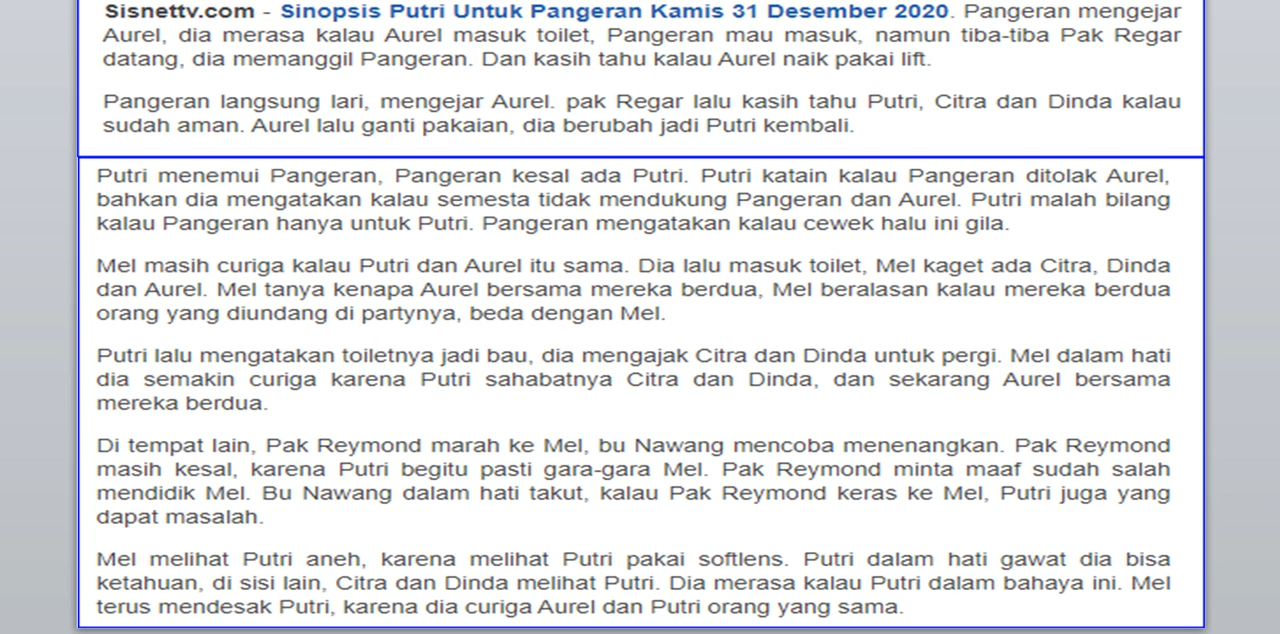 Sisnettv.com - Sinopsis Putri Untuk Pangeran Kamis 31 Desember 2020. Pangeran mengejar
Aurel, dia merasa kalau Aurel masuk toilet, Pangeran mau masuk, namun tiba-tiba Pak Regar
datang, dia memanggil Pangeran. Dan kasih tahu kalau Aurel naik pakai lift.
Pangeran langsung lari, mengejar Aurel. pak Regar lalu kasih tahu Putri, Citra dan Dinda kalau
sudah aman. Aurel lalu ganti pakaian, dia berubah jadi Putri kembali.
Putri menemui Pangeran, Pangeran kesal ada Putri. Putri katain kalau Pangeran ditolak Aurel,
bahkan dia mengatakan kalau semesta tidak mendukung Pangeran dan Aurel. Putri malah bilang
kalau Pangeran hanya untuk Putri. Pangeran mengatakan kalau cewek halu ini gila.
Mel masih curiga kalau Putri dan Aurel itu sama. Dia lalu masuk toilet, Mel kaget ada Citra, Dinda
dan Aurel. Mel tanya kenapa Aurel bersama mereka berdua, Mel beralasan kalau mereka berdua
orang yang diundang di partynya, beda dengan Mel.
Putri lalu mengatakan toiletnya jadi bau, dia mengajak Citra dan Dinda untuk pergi. Mel dalam hati
dia semakin curiga karena Putri sahabatnya Citra dan Dinda, dan sekarang Aurel bersama
mereka berdua.
Di tempat lain, Pak Reymond marah ke Mel, bu Nawang mencoba menenangkan. Pak Reymond
masih kesal, karena Putri begitu pasti gara-gara Mel. Pak Reymond minta maaf sudah salah
mendidik Mel. Bu Nawang dalam hati takut, kalau Pak Reymond keras ke Mel, Putri juga yang
dapat masalah.
Mel melihat Putri aneh, karena melihat Putri pakai softlens. Putri dalam hati gawat dia bisa
ketahuan, di sisi lain, Citra dan Dinda melihat Putri. Dia merasa kalau Putri dalam bahaya ini. Mel
terus mendesak Putri, karena dia curiga Aurel dan Putri orang yang sama.